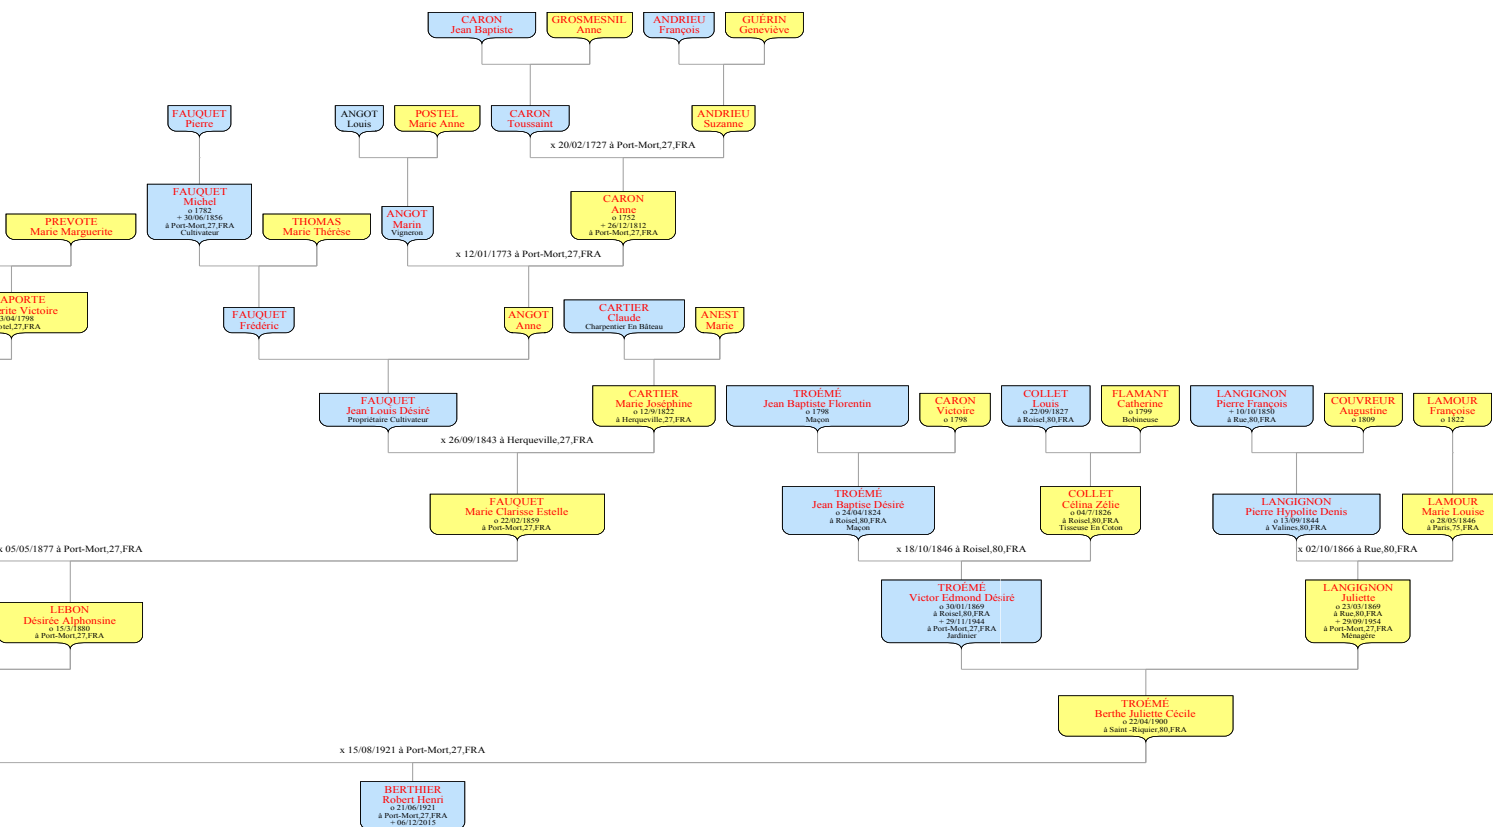 CARON
Jean Baptiste
GROSMESNIL
Anne
ANDRIEU
François
GUÉRIN
Geneviève
FAUQUET
Pierre
ANGOT
Louis
POSTEL
Marie Anne
CARON
Toussaint
ANDRIEU
Suzanne
x 20/02/1727 à Port-Mort,27,FRA
PREVOTE
Marie Marguerite
FAUQUET
Michel
o 1782
+ 30/06/1856
à Port-Mort,27,FRA
Cultivateur
THOMAS
Marie Thérèse
ANGOT
Marin
Vigneron
CARON
Anne
o 1752
+ 26/12/1812
à Port-Mort,27,FRA
x 12/01/1773 à Port-Mort,27,FRA
APORTE
rite Victoire
3/04/1798
otel,27,FRA
FAUQUET
Frédéric
ANGOT
Anne
CARTIER
Claude
Charpentier En Bâteau
ANEST
Marie
FAUQUET
Jean Louis Désiré
Propriétaire Cultivateur
CARTIER
Marie Joséphine
o 12/9/1822
à Herqueville,27,FRA
TROÉMÉ
Jean Baptiste Florentin
o 1798
Maçon
CARON
Victoire
o 1798
COLLET
Louis
o 22/09/1827
à Roisel,80,FRA
FLAMANT
Catherine
o 1799
Bobineuse
LANGIGNON
Pierre François
+ 10/10/1850
à Rue,80,FRA
COUVREUR
Augustine
o 1809
LAMOUR
Françoise
o 1822
x 26/09/1843 à Herqueville,27,FRA
FAUQUET
Marie Clarisse Estelle
o 22/02/1859
à Port-Mort,27,FRA
TROÉMÉ
Jean Baptise Désiré
o 24/04/1824
à Roisel,80,FRA
Maçon
COLLET
Célina Zélie
o 04/7/1826
à Roisel,80,FRA
Tisseuse En Coton
LANGIGNON
Pierre Hypolite Denis
o 13/09/1844
à Valines,80,FRA
LAMOUR
Marie Louise
o 28/05/1846
à Paris,75,FRA
x 05/05/1877 à Port-Mort,27,FRA
x 18/10/1846 à Roisel,80,FRA
x 02/10/1866 à Rue,80,FRA
LEBON
Désirée Alphonsine
o 15/3/1880
à Port-Mort,27,FRA
TROÉMÉ
Victor Edmond Désiré
o 30/01/1869
à Roisel,80,FRA
+ 29/11/1944
à Port-Mort,27,FRA
Jardinier
LANGIGNON
Juliette
o 23/03/1869
à Rue,80,FRA
+ 29/09/1954
à Port-Mort,27,FRA
Ménagère
TROÉMÉ
Berthe Juliette Cécile
o 22/04/1900
à Saint -Riquier,80,FRA
x 15/08/1921 à Port-Mort,27,FRA
BERTHIER
Robert Henri
o 21/06/1921
à Port-Mort,27,FRA
+ 06/12/2015